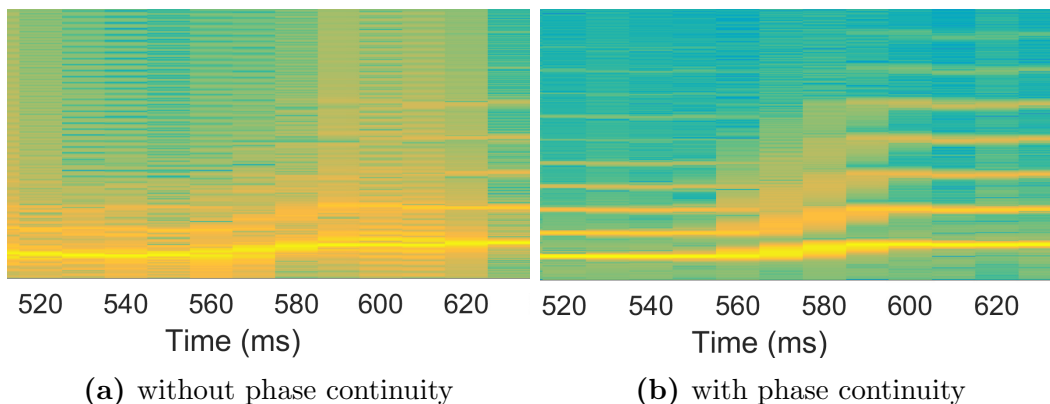 520 540 560 580 600 620
Time (ms)
(a) without phase continuity
520 540 560 580 600 620
Time (ms)
(b) with phase continuity